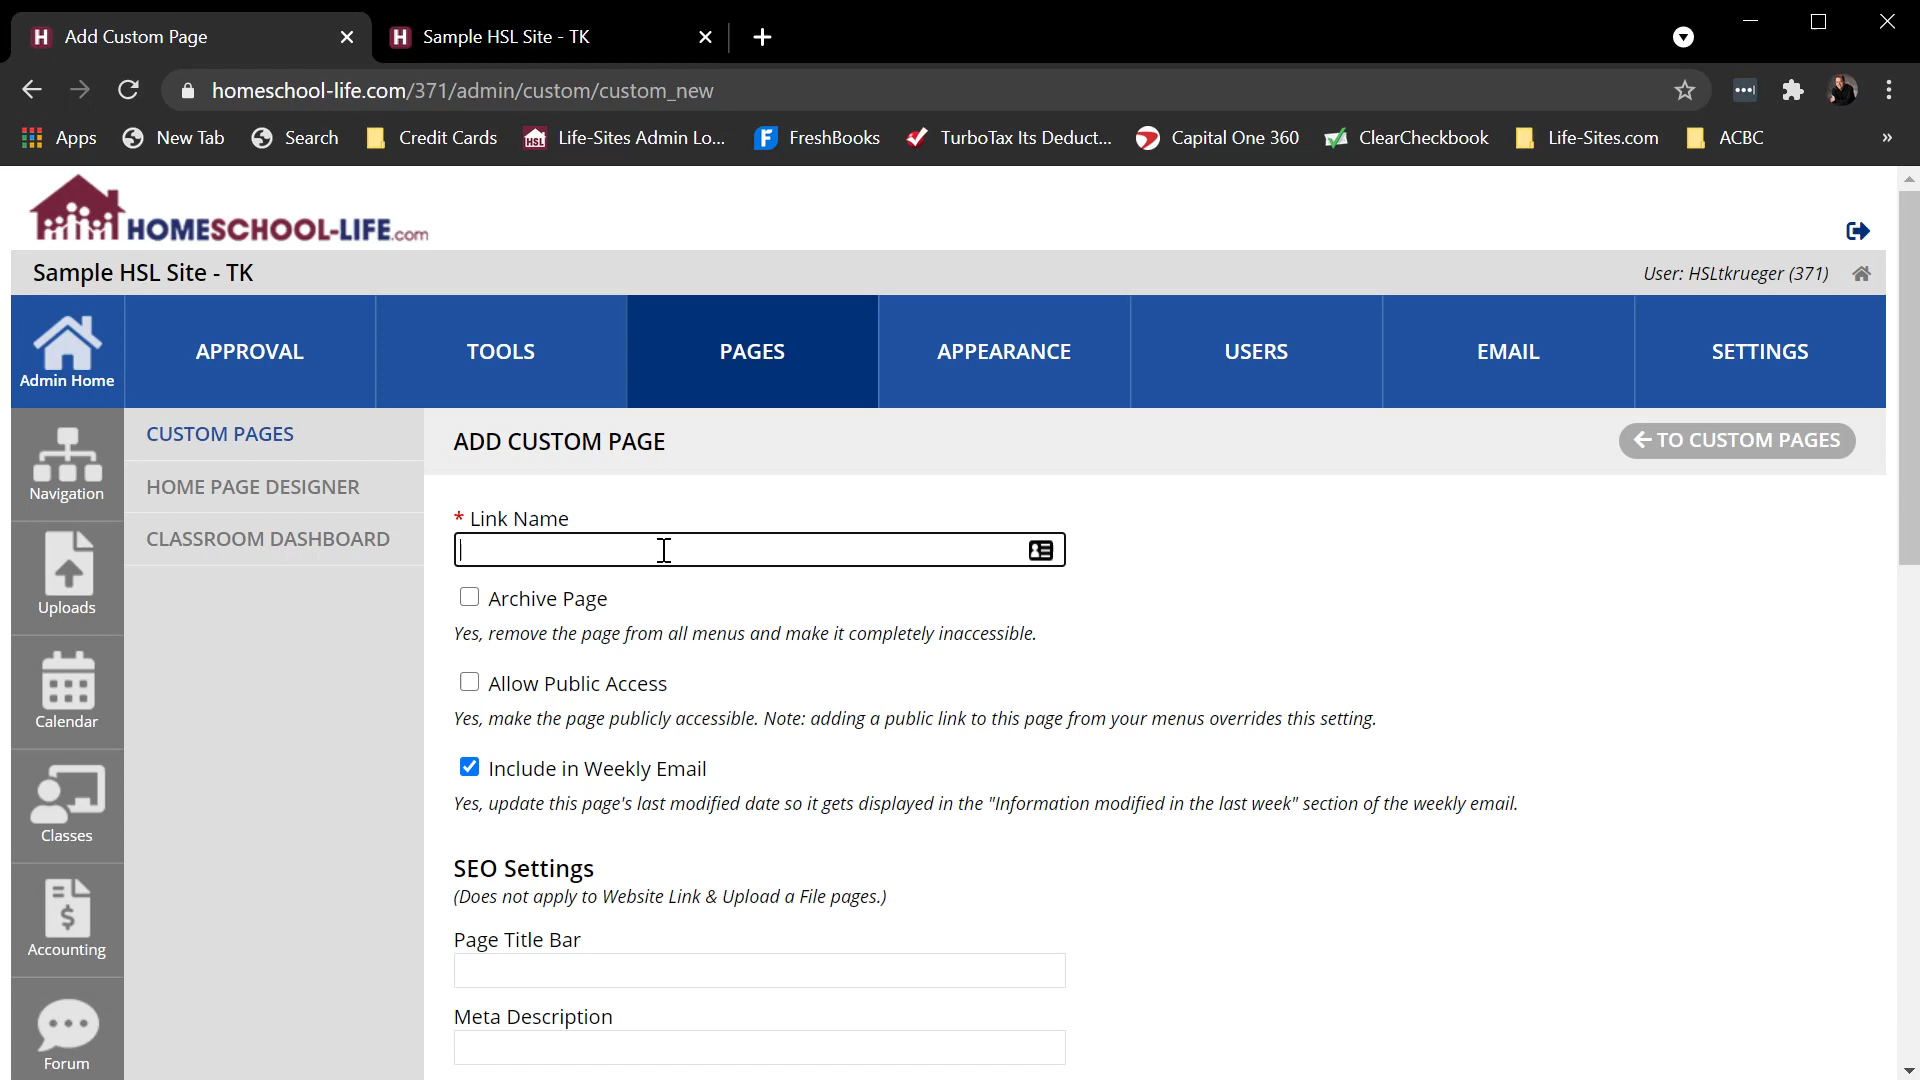 Add Custom Page
Sample HSL Site - TK
homeschool-life.com/371/admin/custom/custom_new
Apps
New Tab
Search
Credit Cards
Life-Sites Admin Lo...
FreshBooks
TurboTax Its Deduct...
Capital One 360
ClearCheckbook
Life-Sites.com
ACBC
»
HOMESCHOOL-LIFE.com
Sample HSL Site - TK
User: HSLtkrueger (371)
Admin Home
APPROVAL
TOOLS
PAGES
APPEARANCE
USERS
EMAIL
SETTINGS
Navigation
Uploads
Calendar
Classes
Accounting
Forum
CUSTOM PAGES
HOME PAGE DESIGNER
CLASSROOM DASHBOARD
ADD CUSTOM PAGE
TO CUSTOM PAGES
* Link Name
Archive Page
Yes, remove the page from all menus and make it completely inaccessible.
Allow Public Access
Yes, make the page publicly accessible. Note: adding a public link to this page from your menus overrides this setting.
Include in Weekly Email
Yes, update this page's last modified date so it gets displayed in the "Information modified in the last week" section of the weekly email.
SEO Settings
(Does not apply to Website Link & Upload a File pages.)
Page Title Bar
Meta Description